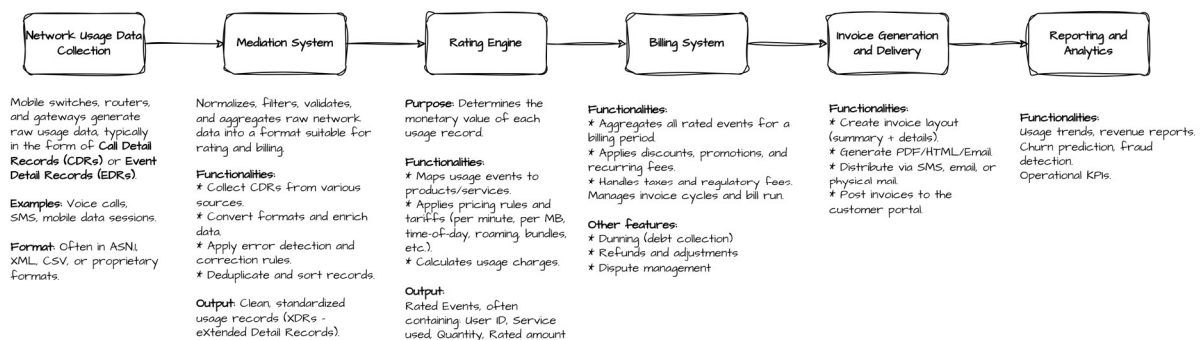 Network Usage Data
Collection
Mediation System
Rating Engine
Billing System
Invoice Generation
and Delivery
Reporting and
Analytics
Mobile switches, routers,
and gateways generate
raw usage data, typically
in the form of Call Detail
Records (CDRs) or Event
Detail Records (EDRs).
Examples: Voice calls,
SMS, mobile data sessions.
Format: Often in ASN.1,
XML, CSV, or proprietary
formats.
Normalizes, filters, validates,
and aggregates raw network
data into a format suitable for
rating and billing.
Functionalities:
* Collect CDRs from various
sources.
* Convert formats and enrich
data.
* Apply error detection and
correction rules.
* Deduplicate and sort records.
Output: Clean, standardized
usage records (XDRs -
eXtended Detail Records).
Purpose: Determines the
monetary value of each
usage record.
Functionalities:
* Maps usage events to
products/services.
* Applies pricing rules and
tariffs (per minute, per MB,
time-of-day, roaming, bundles,
etc.).
* Calculates usage charges.
Output:
Rated Events, often
containing: User ID, Service
used, Quantity, Rated amount
Functionalities:
* Aggregates all rated events for a
billing period.
* Applies discounts, promotions, and
recurring fees.
* Handles taxes and regulatory fees.
Manages invoice cycles and bill run.
Other features:
* Dunning (debt collection)
* Refunds and adjustments
* Dispute management
Functionalities:
* Create invoice layout
(summary + details).
* Generate PDF/HTML/Email.
* Distribute via SMS, email, or
physical mail.
* Post invoices to the
customer portal.
Functionalities:
Usage trends, revenue reports.
Churn prediction, fraud
detection.
Operational KPIs.